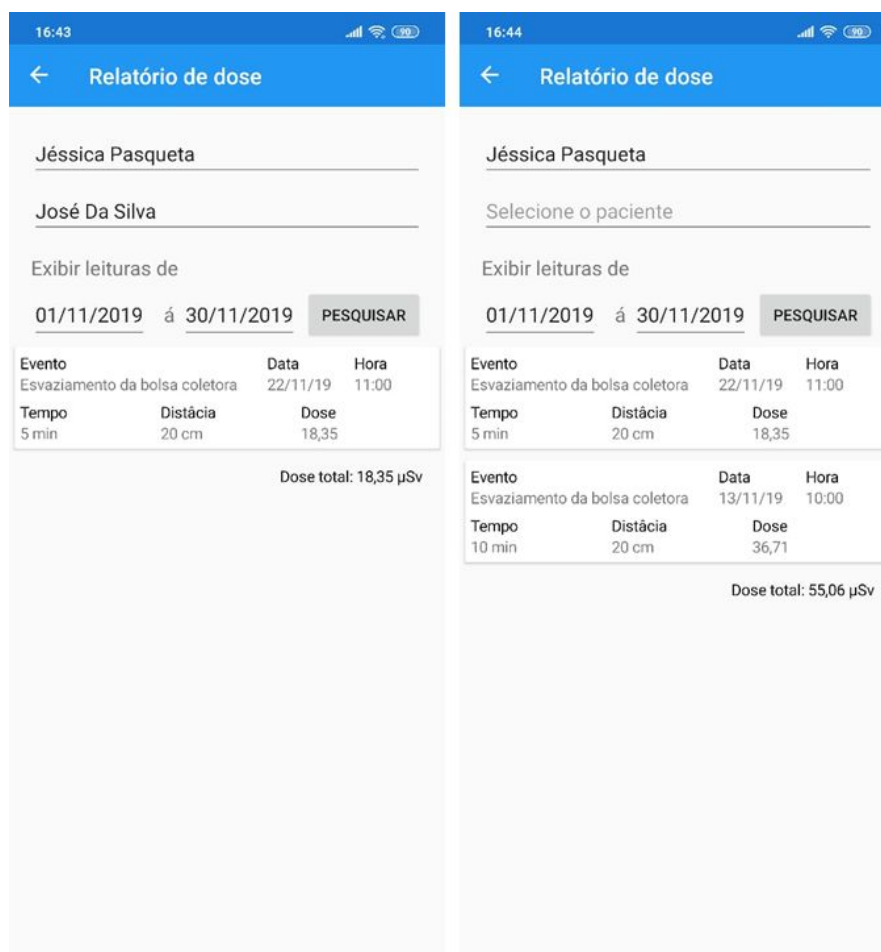 16:43
90
Relatório de dose
Jéssica Pasqueta
José Da Silva
Exibir leituras de
01/11/2019 á 30/11/2019 PESQUISAR
Evento Data Hora
Esvaziamento da bolsa coletora 22/11/19 11:00
Tempo Distâcia Dose
5 min 20 cm 18,35
Dose total: 18,35 µSv
16:44
90
Relatório de dose
Jéssica Pasqueta
Selecione o paciente
Exibir leituras de
01/11/2019 á 30/11/2019 PESQUISAR
Evento Data Hora
Esvaziamento da bolsa coletora 22/11/19 11:00
Tempo Distâcia Dose
5 min 20 cm 18,35
Evento Data Hora
Esvaziamento da bolsa coletora 13/11/19 10:00
Tempo Distâcia Dose
10 min 20 cm 36,71
Dose total: 55,06 µSv